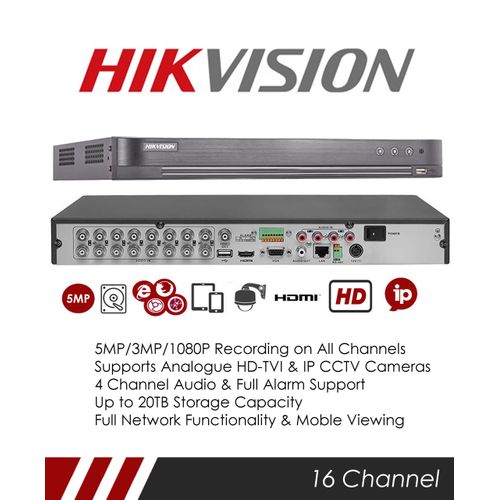 HIKVISION
HIKVISION
5MP
HDMI
HD
ip
5MP/3MP/1080P Recording on All Channels
Supports Analogue HD-TVI & IP CCTV Cameras
4 Channel Audio & Full Alarm Support
Up to 20TB Storage Capacity
Full Network Functionality & Moble Viewing
16 Channel